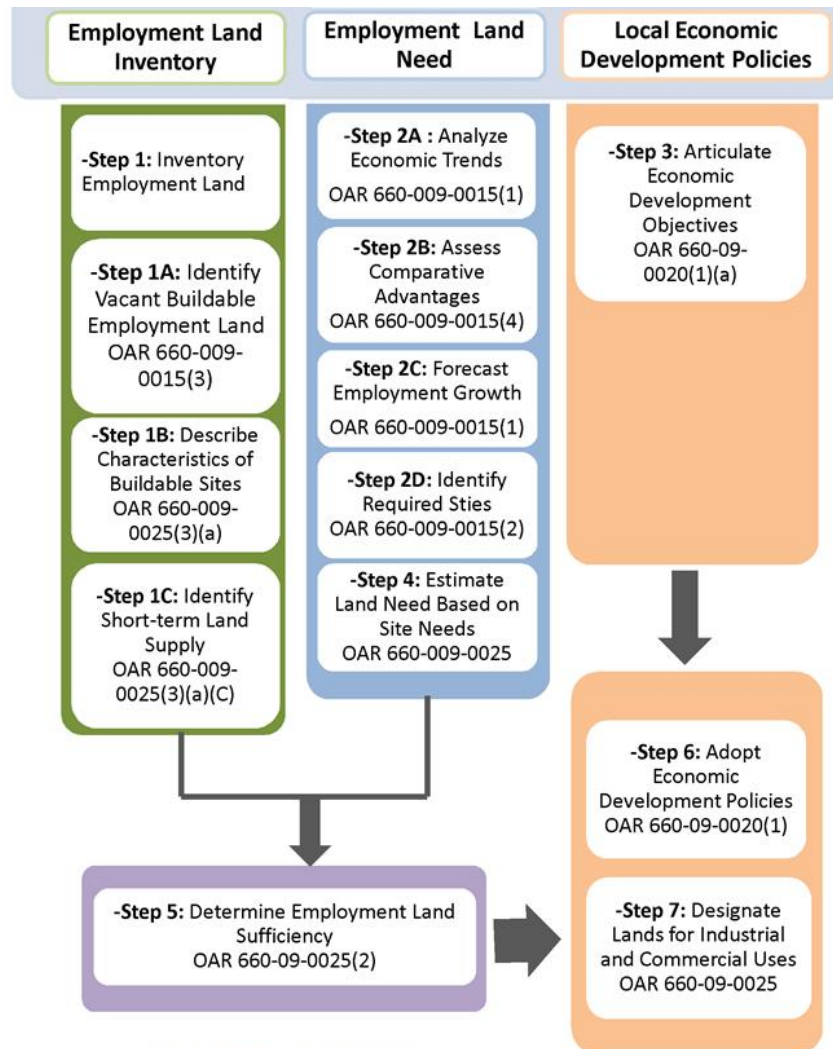 Employment Land
Inventory
Employment Land
Need
Local Economic
Development Policies
-Step 1: Inventory
Employment Land
-Step 1A: Identify
Vacant Buildable
Employment Land
OAR 660-009-
0015(3)
-Step 1B: Describe
Characteristics of
Buildable Sites
OAR 660-009-
0025(3)(a)
-Step 1C: Identify
Short-term Land
Supply
OAR 660-009-
0025(3)(a)(C)
-Step 2A : Analyze
Economic Trends
OAR 660-009-0015(1)
-Step 2B: Assess
Comparative
Advantages
OAR 660-009-0015(4)
-Step 2C: Forecast
Employment Growth
OAR 660-009-0015(1)
-Step 2D: Identify
Required Sties
OAR 660-009-0015(2)
-Step 4: Estimate
Land Need Based on
Site Needs
OAR 660-009-0025
-Step 3: Articulate
Economic
Development
Objectives
OAR 660-09-
0020(1)(a)
-Step 5: Determine Employment Land
Sufficiency
OAR 660-09-0025(2)
-Step 6: Adopt
Economic
Development Policies
OAR 660-09-0020(1)
-Step 7: Designate
Lands for Industrial
and Commercial Uses
OAR 660-09-0025